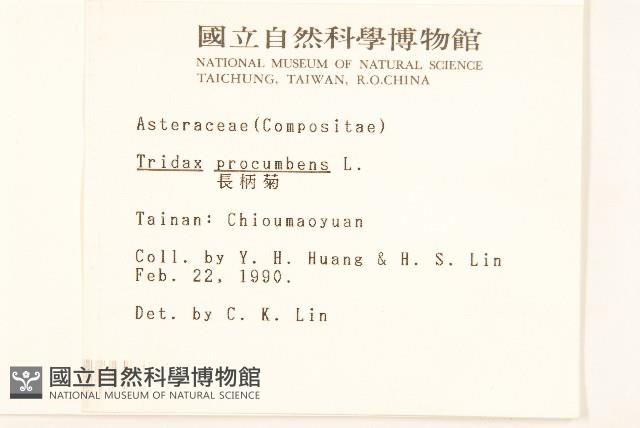 國立自然科學博物館
NATIONAL MUSEUM OF NATURAL SCIENCE
TAICHUNG, TAIWAN, R.O.CHINA
Asteraceae(Compositae)
Tridax procumbens L.
長柄菊
Tainan: Chioumaoyuan
Coll. by Y. H. Huang & H. S. Lin
Feb. 22, 1990.
Det. by C. K. Lin
國立自然科學博物館
NATIONAL MUSEUM OF NATURAL SCIENCE